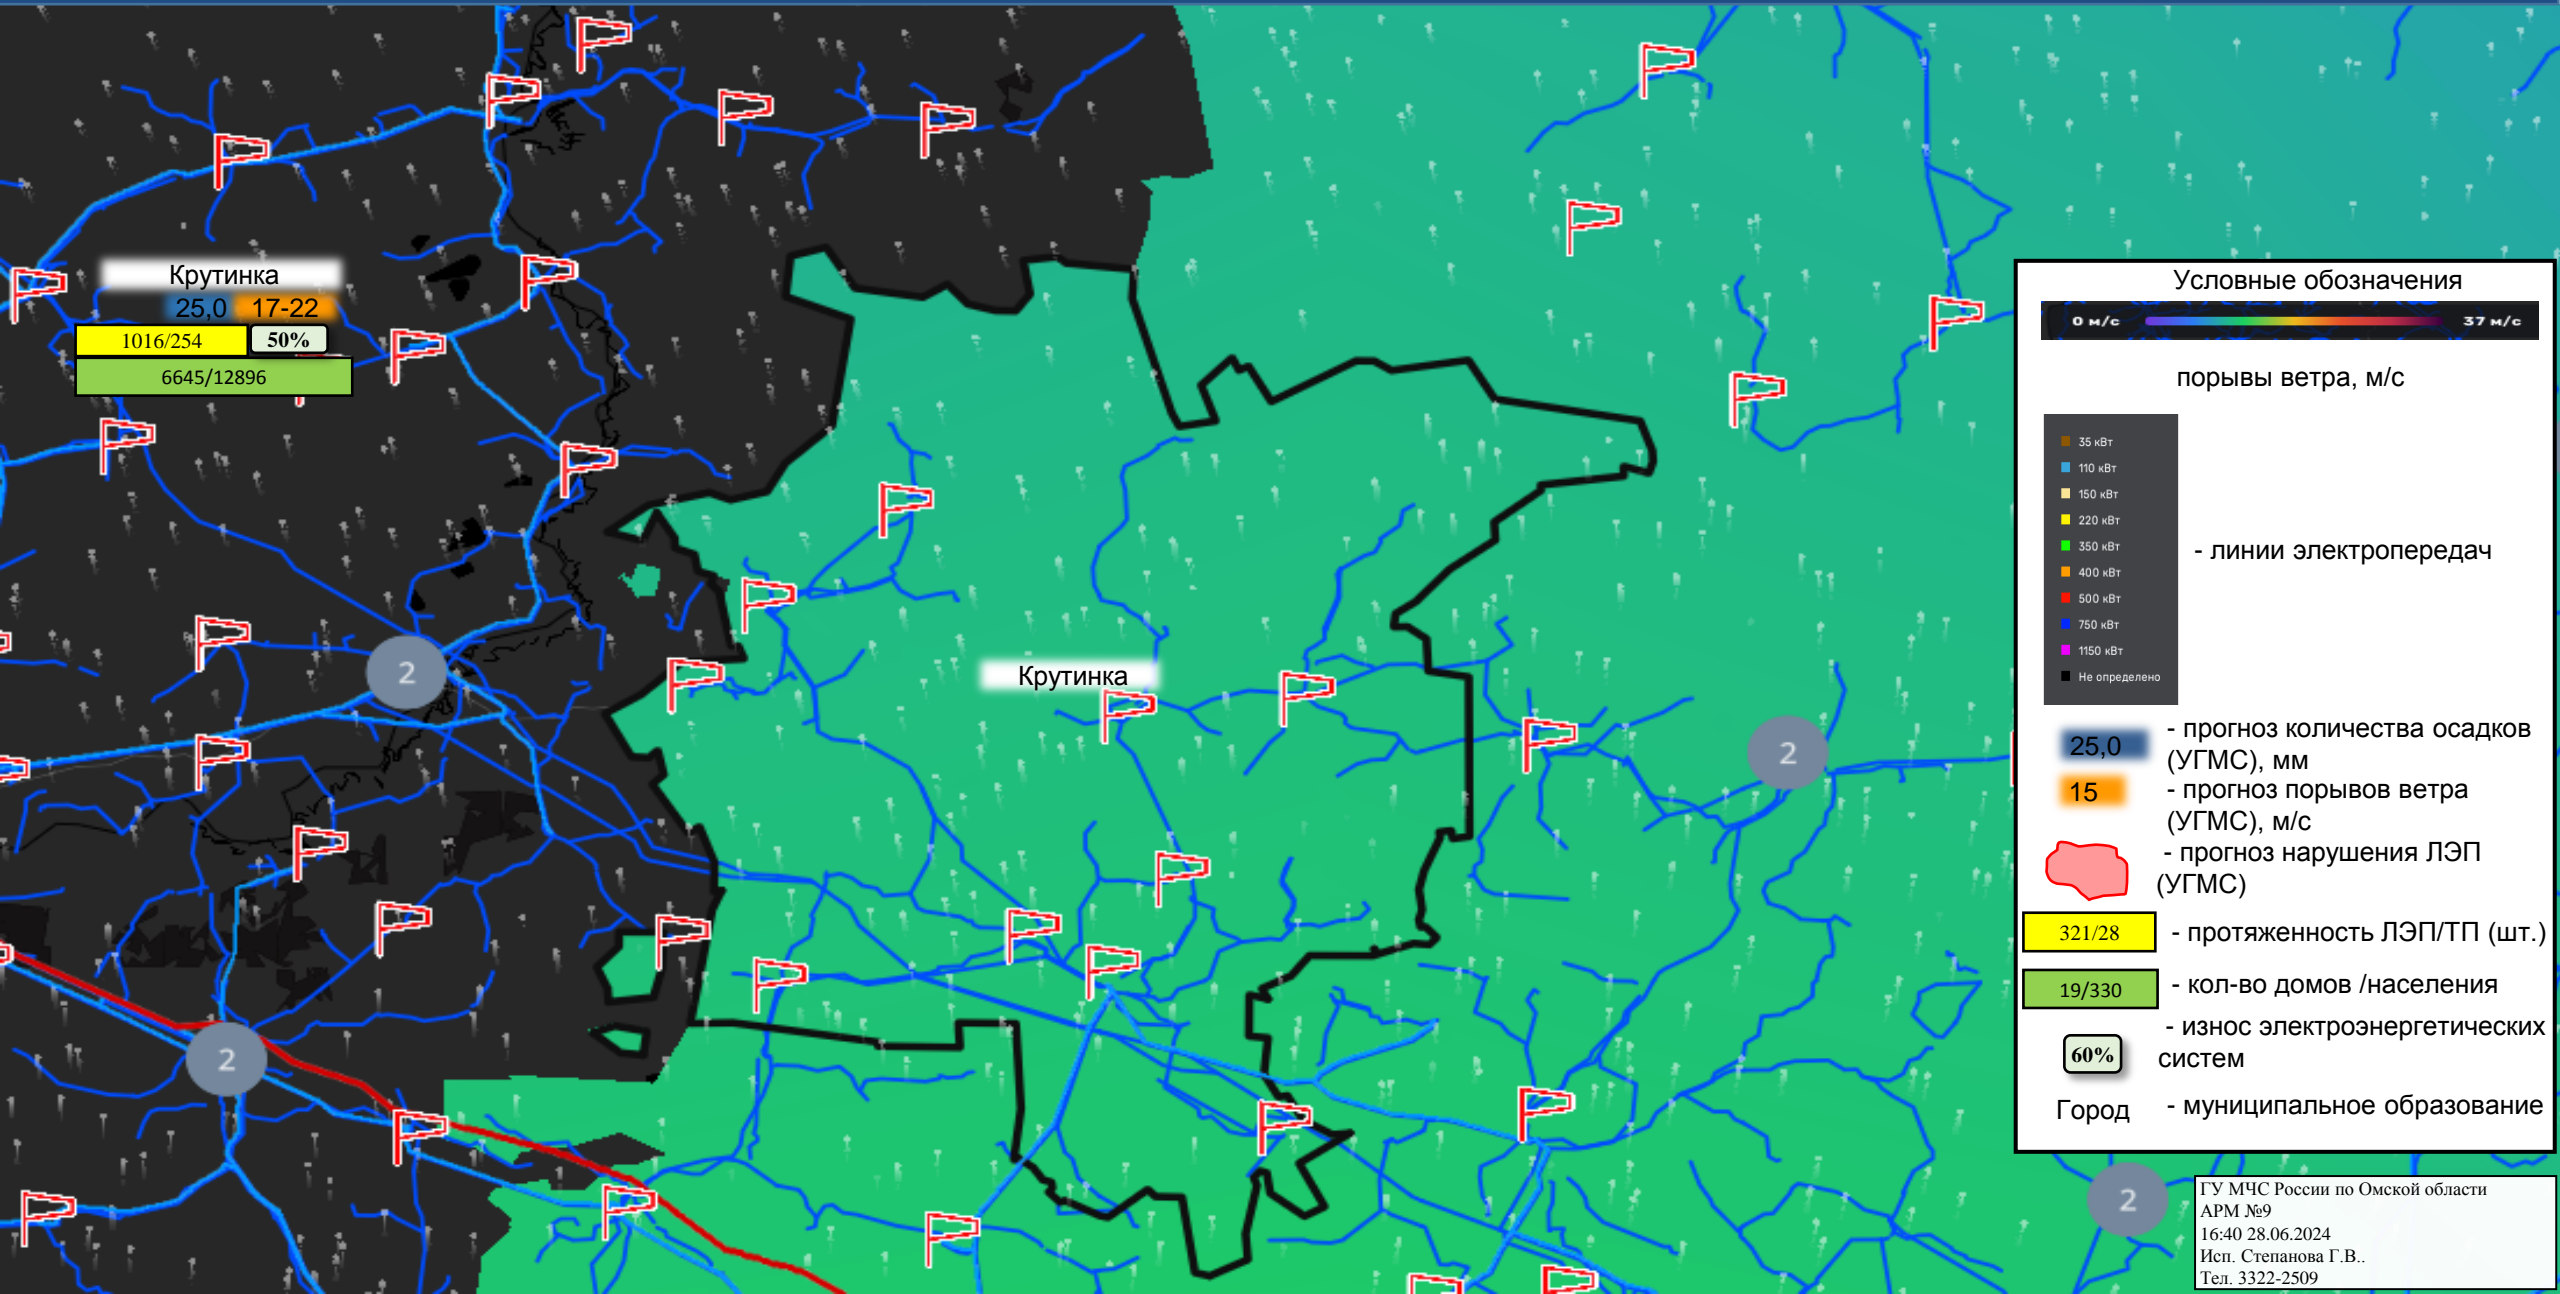 Крутинка
25,0 17-22
1016/254 50%
6645/12896
2
2
Крутинка
2
2
Условные обозначения
0 м/с 37 м/с
порывы ветра, м/с
35 кВт
110 кВт
150 кВт
220 кВт
350 кВт
400 кВт
500 кВт
750 кВт
1150 кВт
Не определено
- линии электропередач
25,0 - прогноз количества осадков
(УГМС), мм
15 - прогноз порывов ветра
(УГМС), м/с
- прогноз нарушения ЛЭП
(УГМС)
321/28 - протяженность ЛЭП/ТП (шт.)
19/330 - кол-во домов /населения
60% - износ электроэнергетических
систем
Город - муниципальное образование
ГУ МЧС России по Омской области
АРМ №9
16:40 28.06.2024
Исп. Степанова Г.В..
Тел. 3322-2509